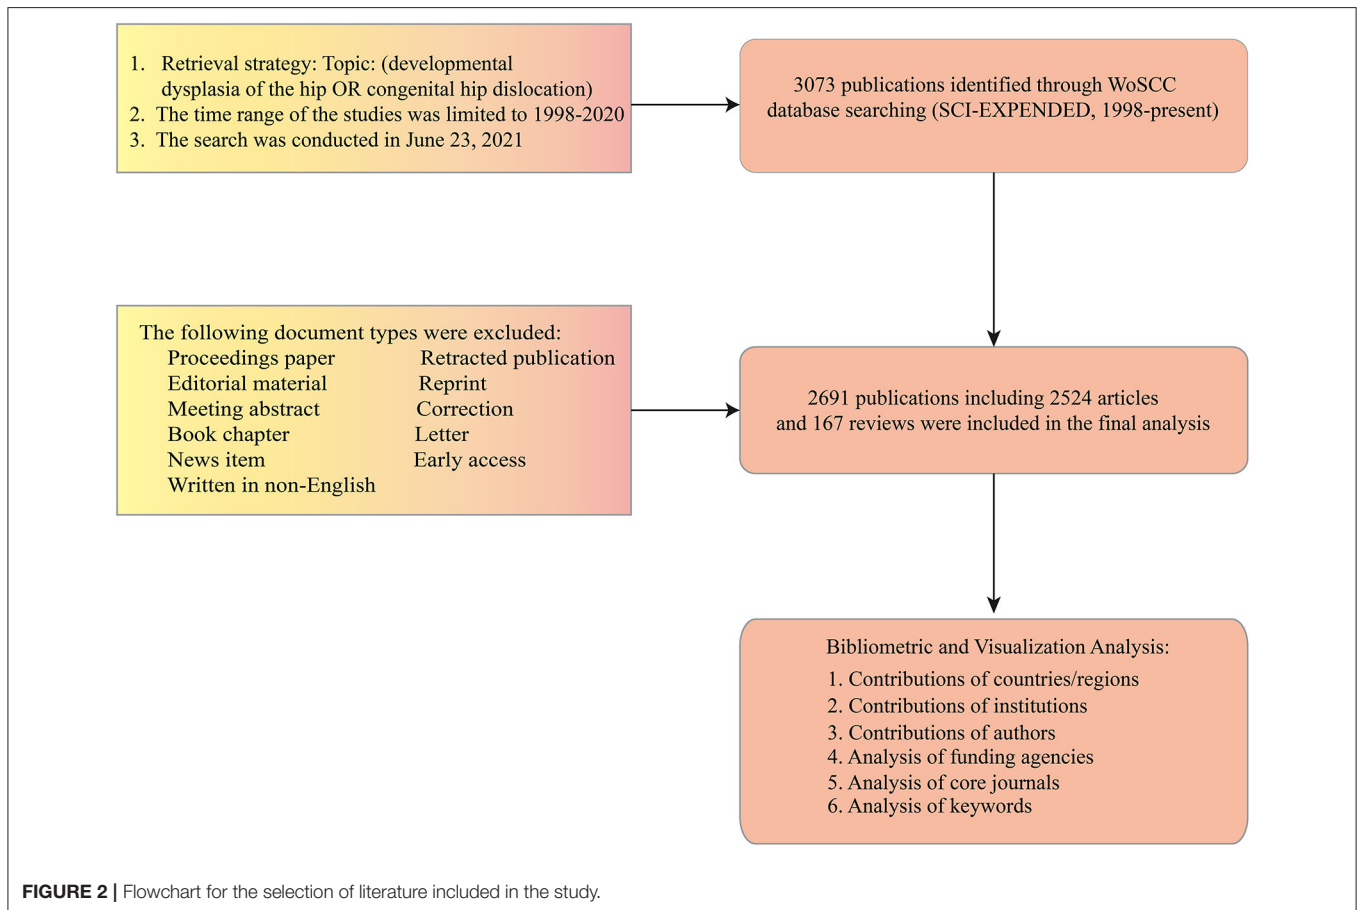 1. Retrieval strategy: Topic: (developmental
dysplasia of the hip OR congenital hip dislocation)
2. The time range of the studies was limited to 1998-2020
3. The search was conducted in June 23, 2021
3073 publications identified through WoSCC
database searching (SCI-EXPENDED, 1998-present)
The following document types were excluded:
Proceedings paper Retracted publication
Editorial material Reprint
Meeting abstract Correction
Book chapter Letter
News item Early access
Written in non-English
2691 publications including 2524 articles
and 167 reviews were included in the final analysis
Bibliometric and Visualization Analysis:
1. Contributions of countries/regions
2. Contributions of institutions
3. Contributions of authors
4. Analysis of funding agencies
5. Analysis of core journals
6. Analysis of keywords
FIGURE 2 | Flowchart for the selection of literature included in the study.